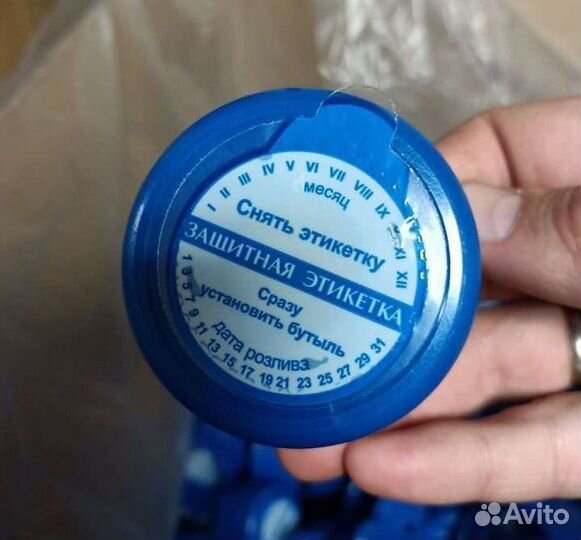 I II III IV V VI VII VIII IX X XI XII
месяц
Снять этикетку
ЗАЩИТНАЯ ЭТИКЕТКА
Сразу
установить бутыль
дата розлива
1 3 5 7 9 11 13 15 17 19 21 23 25 27 29 31
Avito